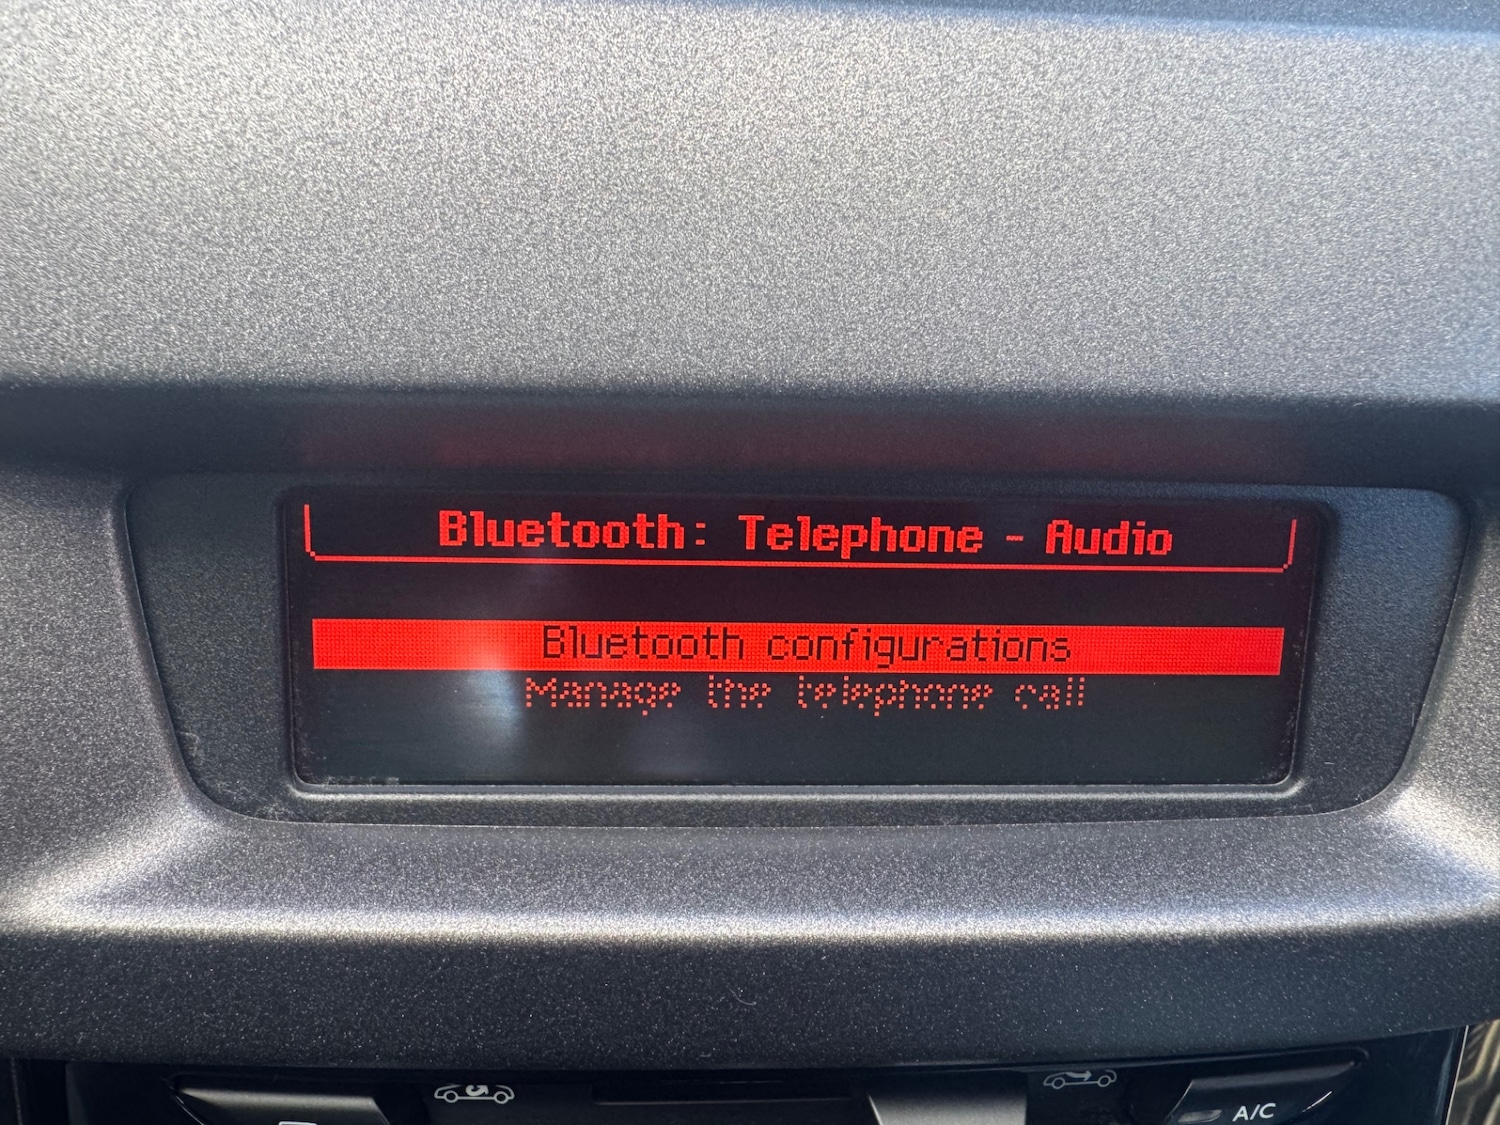 Bluetooth: Telephone - Audio
Bluetooth configurations
Manage the telephone call
A/C